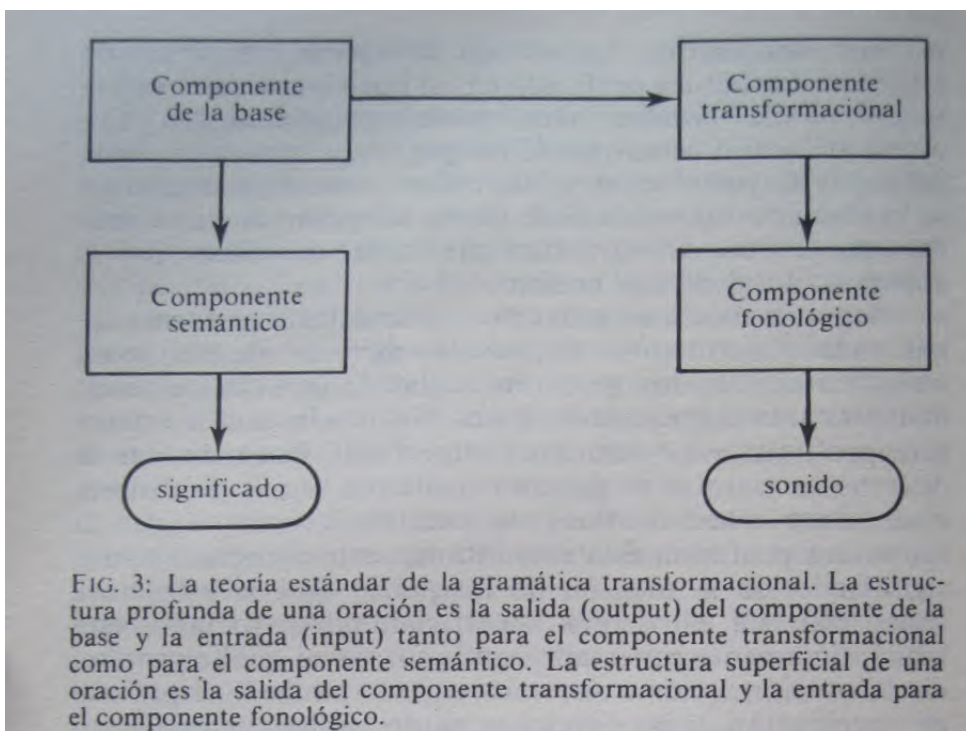 Componente
de la base
Componente
transformacional
Componente
semántico
Componente
fonológico
significado
sonido
FIG. 3: La teoría estándar de la gramática transformacional. La estruc-
tura profunda de una oración es la salida (output) del componente de la
base y la entrada (input) tanto para el componente transformacional
como para el componente semántico. La estructura superficial de una
oración es la salida del componente transformacional y la entrada para
el componente fonológico.